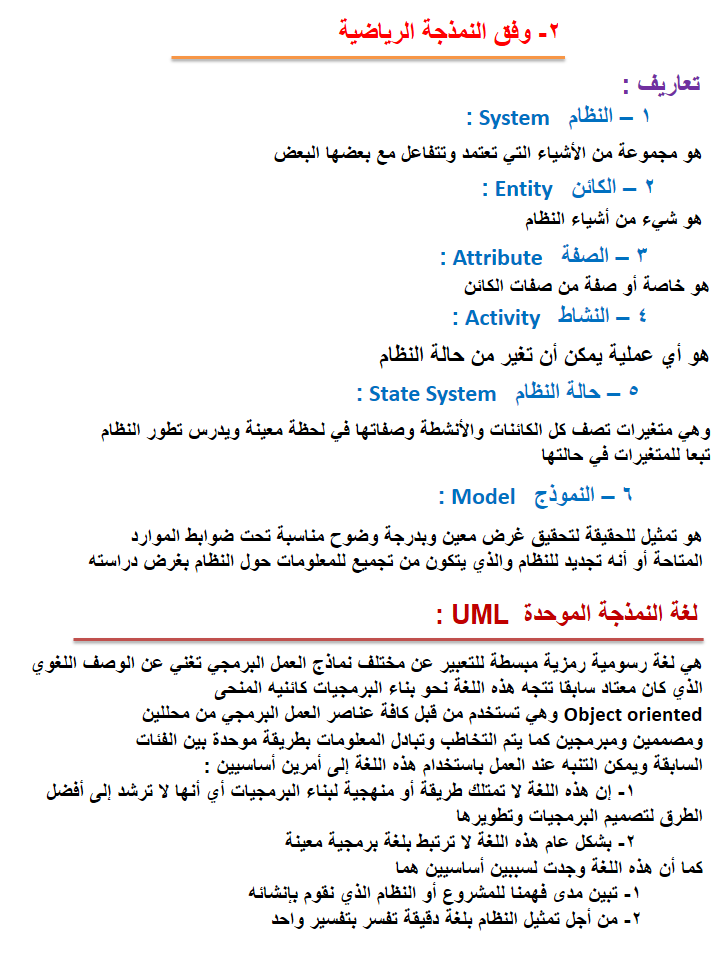 ٢- وفق النمذجة الرياضية
تعاريف :
١ – النظام System :
هو مجموعة من الأشياء التي تعتمد وتتفاعل مع بعضها البعض
٢ – الكائن Entity :
هو شيء من أشياء النظام
٣ – الصفة Attribute :
هو خاصة أو صفة من صفات الكائن
٤ – النشاط Activity :
هو أي عملية يمكن أن تغير من حالة النظام
٥ – حالة النظام State System :
وهي متغيرات تصف كل الكائنات والأنشطة وصفاتها في لحظة معينة ويدرس تطور النظام
تبعا للمتغيرات في حالتها
٦ – النموذج Model :
هو تمثيل للحقيقة لتحقيق غرض معين وبدرجة وضوح مناسبة تحت ضوابط الموارد
المتاحة أو أنه تجديد للنظام والذي يتكون من تجميع للمعلومات حول النظام بغرض دراسته
لغة النمذجة الموحدة UML :
هي لغة رسومية رمزية مبسطة للتعبير عن مختلف نماذج العمل البرمجي تغني عن الوصف اللغوي
الذي كان معتاد سابقا تتجه هذه اللغة نحو بناء البرمجيات كائنيه المنحى
Object oriented وهي تستخدم من قبل كافة عناصر العمل البرمجي من محللين
ومصممين ومبرمجين كما يتم التخاطب وتبادل المعلومات بطريقة موحدة بين الفئات
السابقة ويمكن التنبه عند العمل باستخدام هذه اللغة إلى أمرين أساسيين :
١- إن هذه اللغة لا تمتلك طريقة أو منهجية لبناء البرمجيات أي أنها لا ترشد إلى أفضل
الطرق لتصميم البرمجيات وتطويرها
٢- بشكل عام هذه اللغة لا ترتبط بلغة برمجية معينة
كما أن هذه اللغة وجدت لسببين أساسيين هما
١- تبين مدى فهمنا للمشروع أو النظام الذي نقوم بإنشائه
٢- من أجل تمثيل النظام بلغة دقيقة تفسر بتفسير واحد